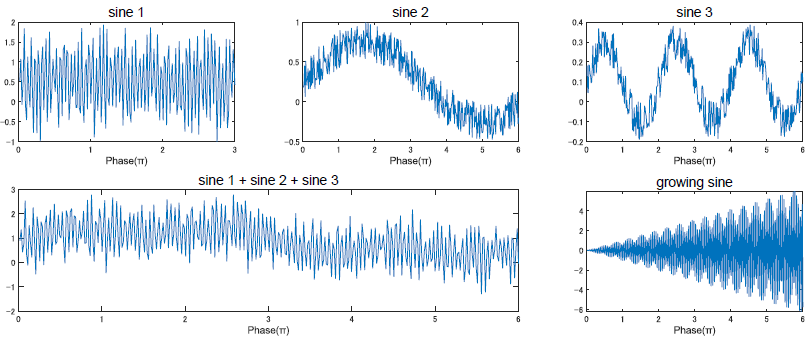 sine 1
2
1.5
1
0.5
0
-0.5
-1
0 1 2 3
Phase(π)
sine 2
1
0.5
0
-0.5
0 1 2 3 4 5 6
Phase(π)
sine 3
0.4
0.3
0.2
0.1
0
-0.1
-0.2
0 1 2 3 4 5 6
Phase(π)
sine 1 + sine 2 + sine 3
3
2
1
0
-1
-2
0 1 2 3 4 5 6
Phase(π)
growing sine
4
2
0
-2
-4
-6
0 1 2 3 4 5 6
Phase(π)